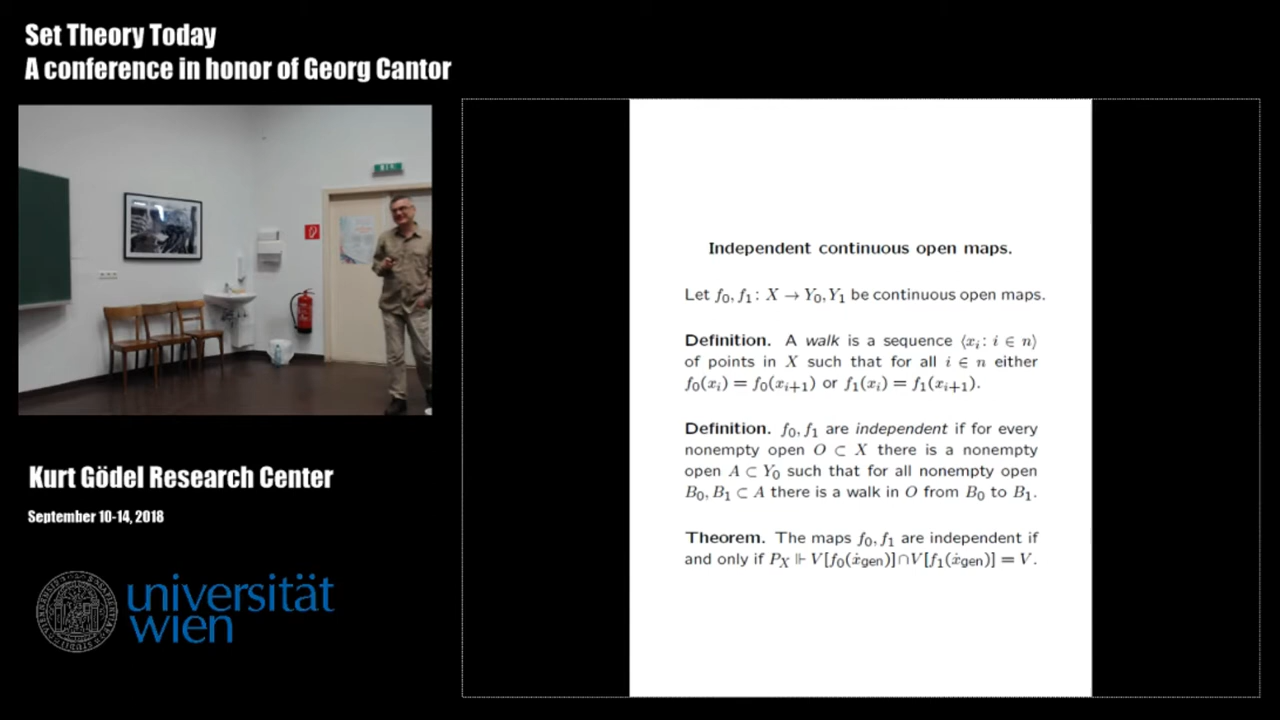 Set Theory Today
A conference in honor of Georg Cantor
Independent continuous open maps.
Let f₀, f₁: X → Y₀, Y₁ be continuous open maps.
Definition. A walk is a sequence ⟨xᵢ: i ∈ n⟩
of points in X such that for all i ∈ n either
f₀(xᵢ) = f₀(xᵢ₊₁) or f₁(xᵢ) = f₁(xᵢ₊₁).
Definition. f₀, f₁ are independent if for every
nonempty open O ⊂ X there is a nonempty
open A ⊂ Y₀ such that for all nonempty open
B₀, B₁ ⊂ A there is a walk in O from B₀ to B₁.
Theorem. The maps f₀, f₁ are independent if
and only if P_X ⊩ V[f₀(ẋgen)]∩V[f₁(ẋgen)] = V.
Kurt Gödel Research Center
September 10-14, 2018
universität
wien